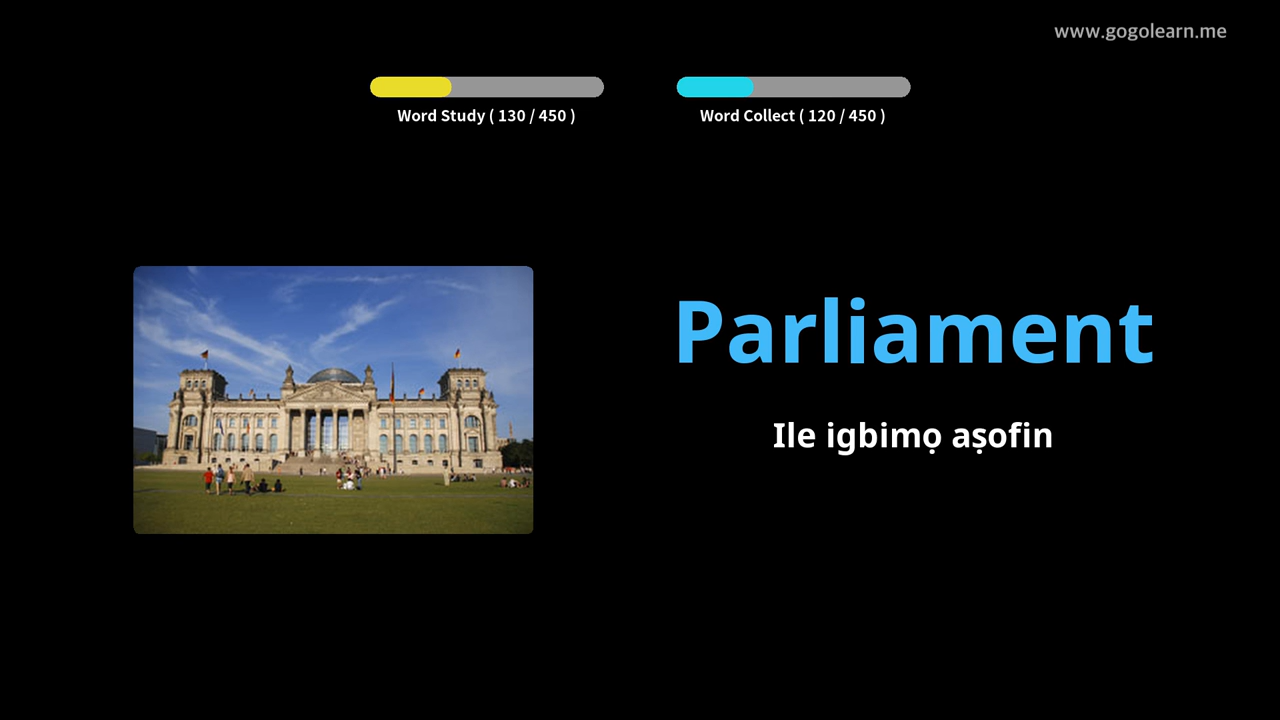 www.gogolearn.me
Word Study ( 130 / 450 )
Word Collect ( 120 / 450 )
Parliament
Ile igbimọ aṣofin